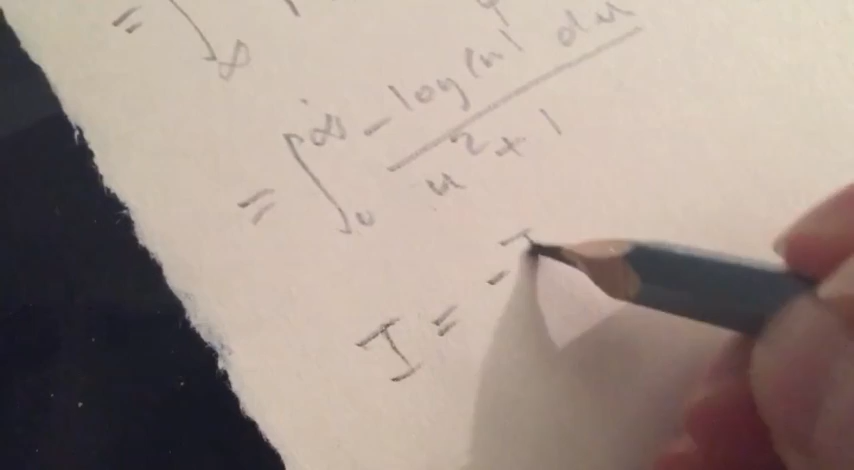 = ∫∞
= ∫₀^∞ -log(u) du / u² + 1
I = -I